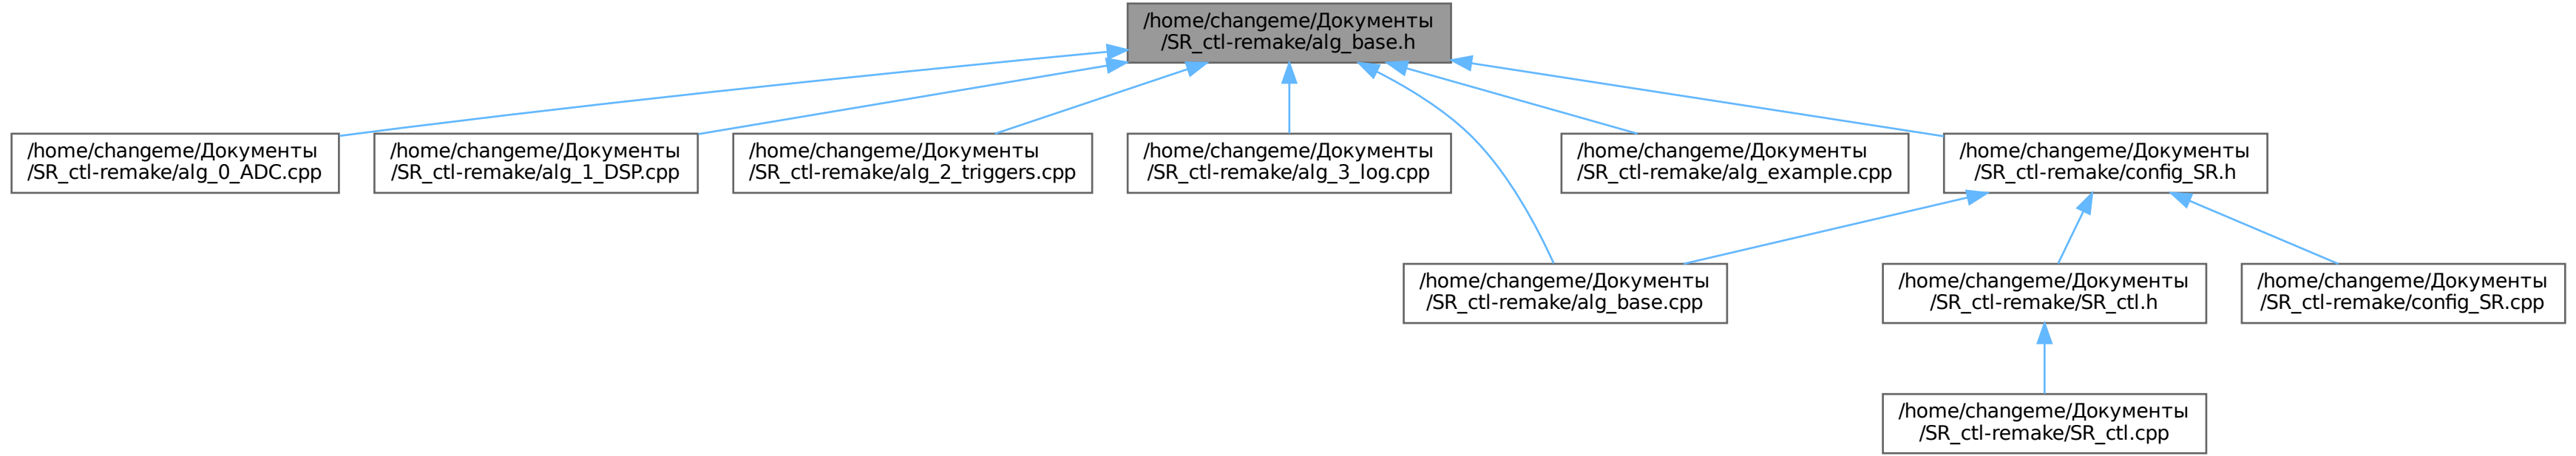 /home/changeme/Документы
/SR_ctl-remake/alg_base.h
/home/changeme/Документы
/SR_ctl-remake/alg_0_ADC.cpp
/home/changeme/Документы
/SR_ctl-remake/alg_1_DSP.cpp
/home/changeme/Документы
/SR_ctl-remake/alg_2_triggers.cpp
/home/changeme/Документы
/SR_ctl-remake/alg_3_log.cpp
/home/changeme/Документы
/SR_ctl-remake/alg_example.cpp
/home/changeme/Документы
/SR_ctl-remake/config_SR.h
/home/changeme/Документы
/SR_ctl-remake/alg_base.cpp
/home/changeme/Документы
/SR_ctl-remake/SR_ctl.h
/home/changeme/Документы
/SR_ctl-remake/config_SR.cpp
/home/changeme/Документы
/SR_ctl-remake/SR_ctl.cpp